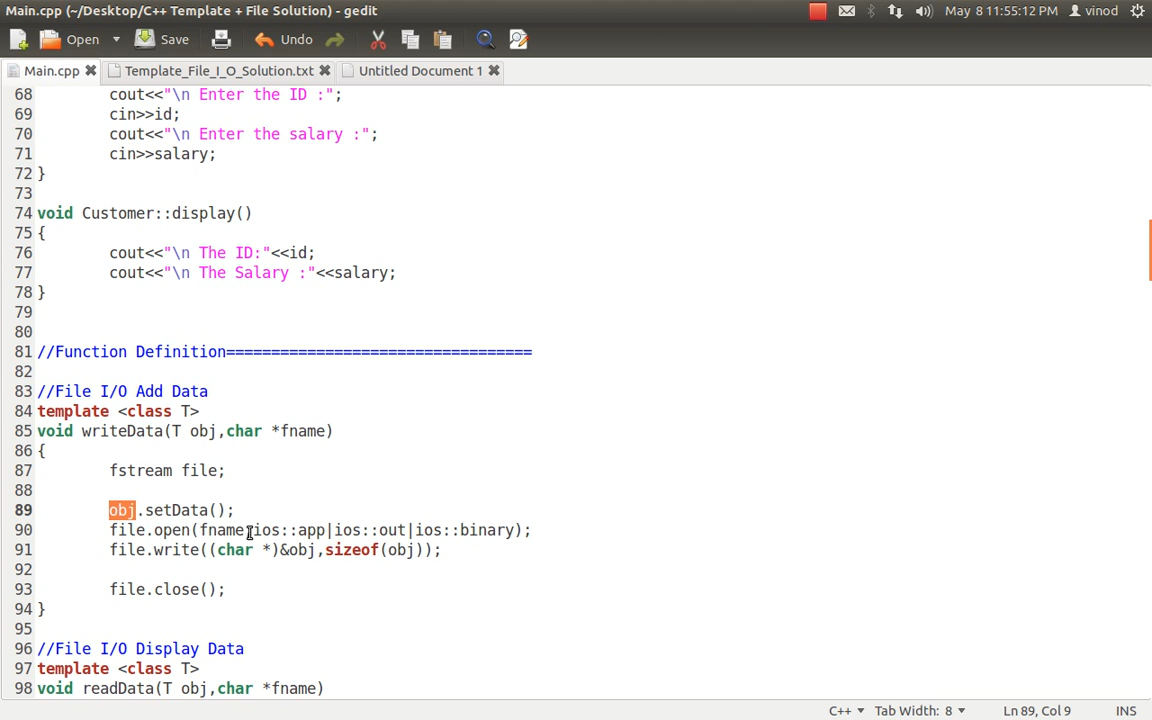 Main.cpp (~/Desktop/C++ Template + File Solution) - gedit
May 8 11:55:12 PM vinod
Open Save Undo
Main.cpp Template_File_I_O_Solution.txt Untitled Document 1
68 cout<<"\n Enter the ID :";
69 cin>>id;
70 cout<<"\n Enter the salary :";
71 cin>>salary;
72 }
73
74 void Customer::display()
75 {
76 cout<<"\n The ID:"<<id;
77 cout<<"\n The Salary :"<<salary;
78 }
79
80
81 //Function Definition==================================
82
83 //File I/O Add Data
84 template <class T>
85 void writeData(T obj,char *fname)
86 {
87 fstream file;
88
89 obj.setData();
90 file.open(fname,ios::app|ios::out|ios::binary);
91 file.write((char *)&obj,sizeof(obj));
92
93 file.close();
94 }
95
96 //File I/O Display Data
97 template <class T>
98 void readData(T obj,char *fname)
C++ Tab Width: 8 Ln 89, Col 9 INS